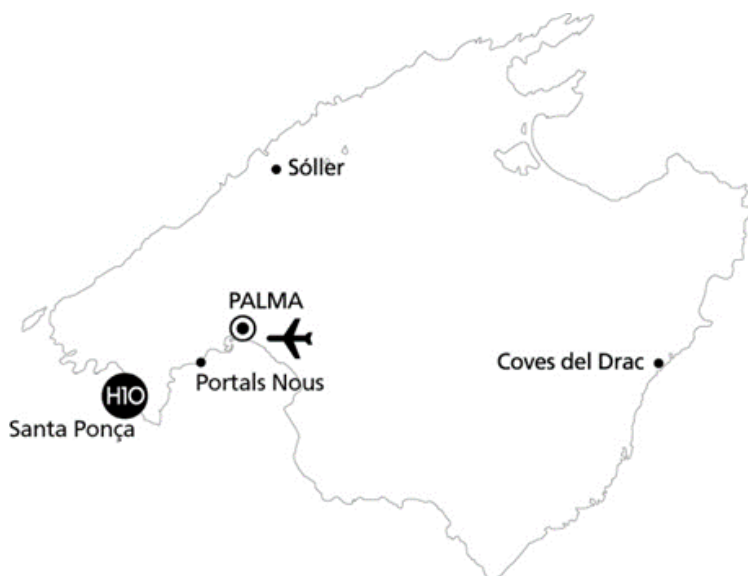 Sóller
PALMA
Coves del Drac
Portals Nous
H10
Santa Ponça